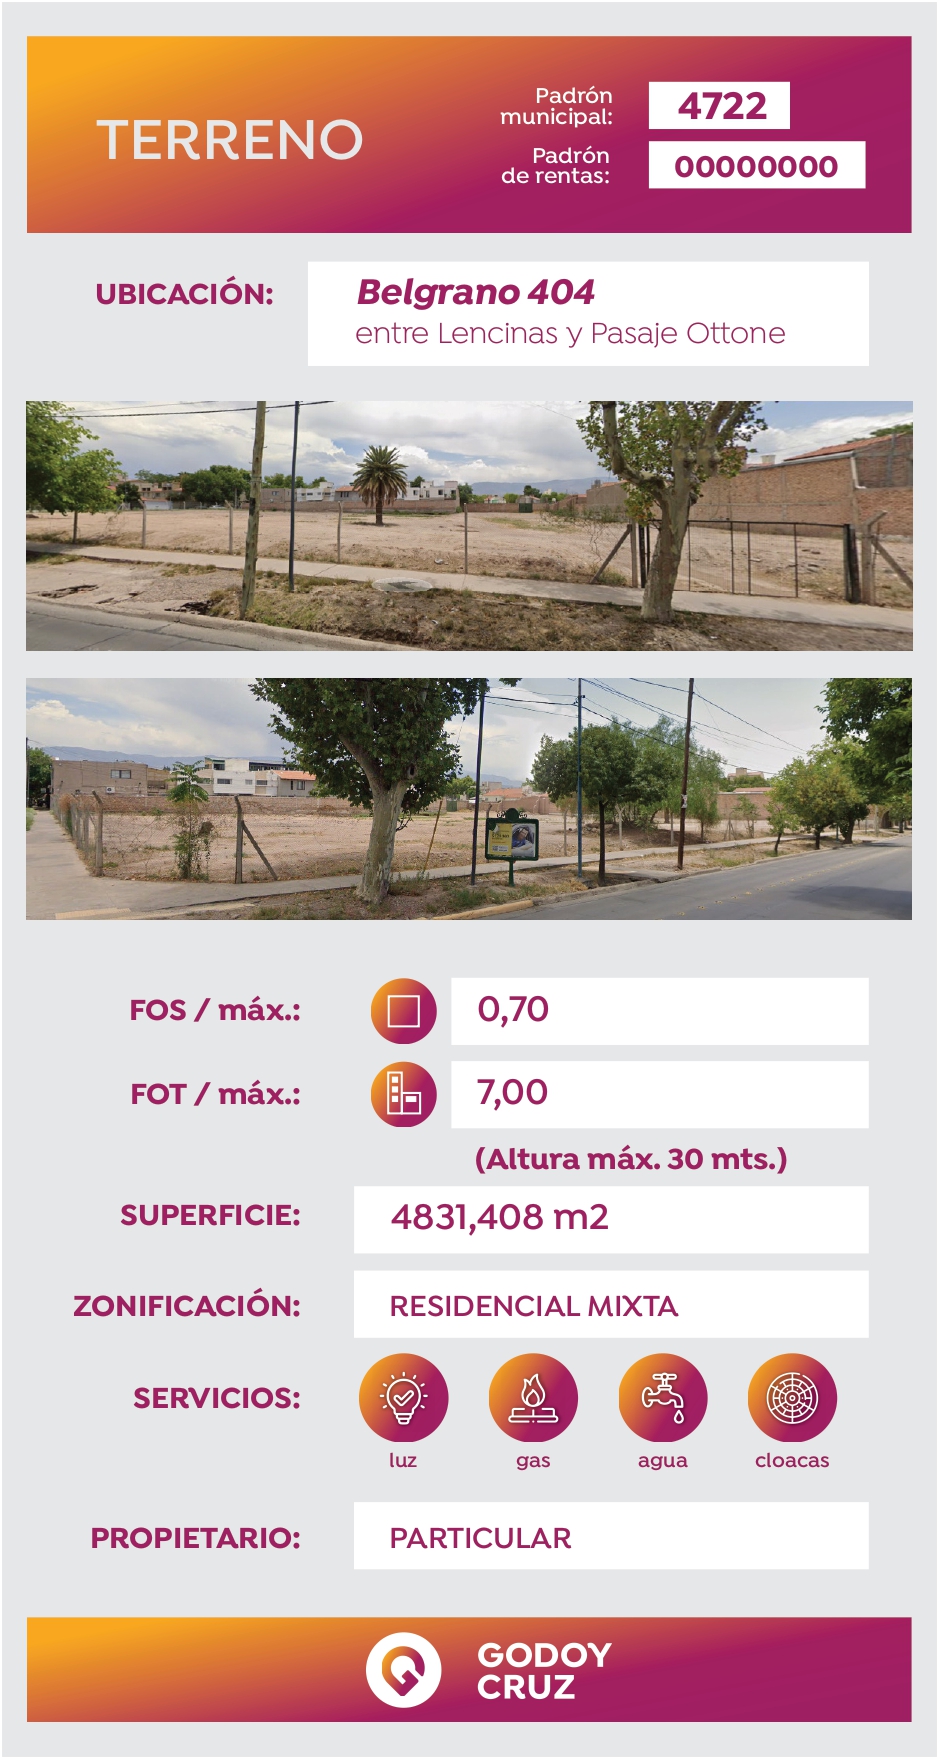 TERRENO
Padrón
municipal:
4722
Padrón
de rentas:
00000000
UBICACIÓN:
Belgrano 404
entre Lencinas y Pasaje Ottone
FOS / máx.:
0,70
FOT / máx.:
7,00
(Altura máx. 30 mts.)
SUPERFICIE:
4831,408 m2
ZONIFICACIÓN:
RESIDENCIAL MIXTA
SERVICIOS:
luz
gas
agua
cloacas
PROPIETARIO:
PARTICULAR
GODOY
CRUZ